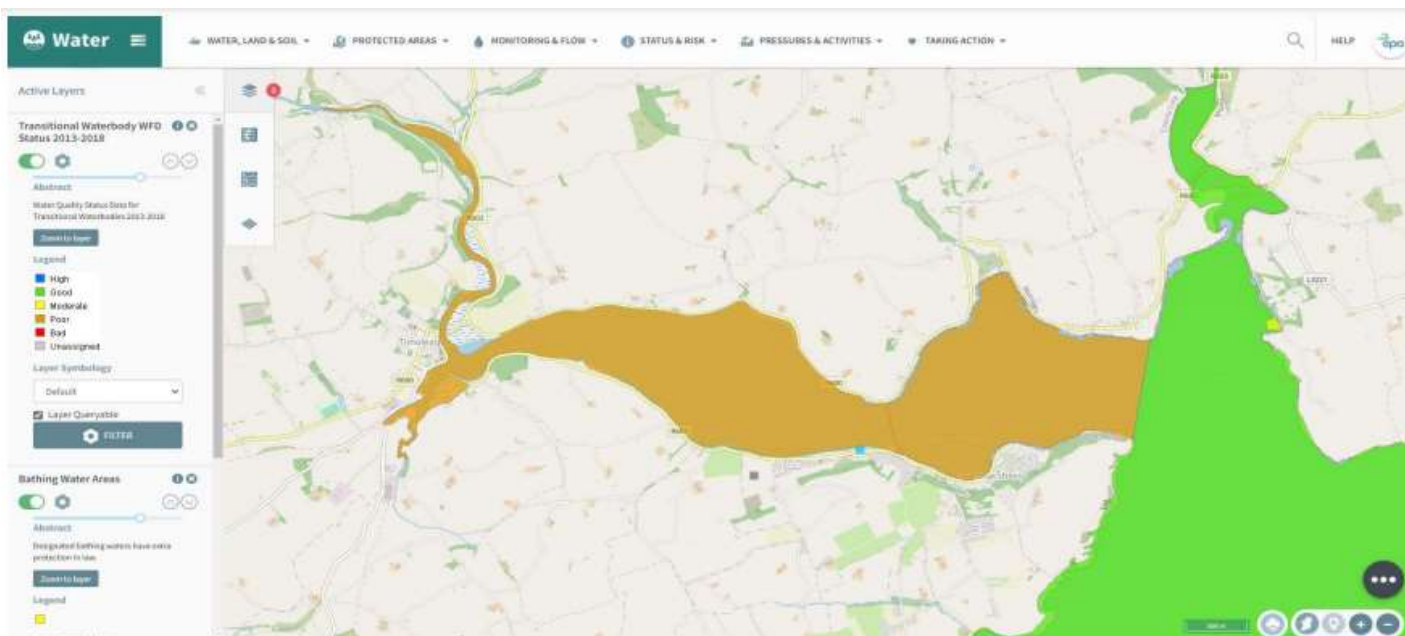 Water
WATER, LAND & SOIL
PROTECTED AREAS
MONITORING & FLOW
STATUS & RISK
PRESSURES & ACTIVITIES
TAKING ACTION
HELP
epa
Active Layers
Transitional Waterbody WFD
Status 2013-2018
Abstract
Water Quality Status Data for
Transitional Waterbodies 2013-2018
Zoom to layer
Legend
High
Good
Moderate
Poor
Bad
Unassigned
Layer Symbology
Default
Layer Queryable
FILTER
Bathing Water Areas
Abstract
Designated bathing waters have extra
protection in law.
Zoom to layer
Legend